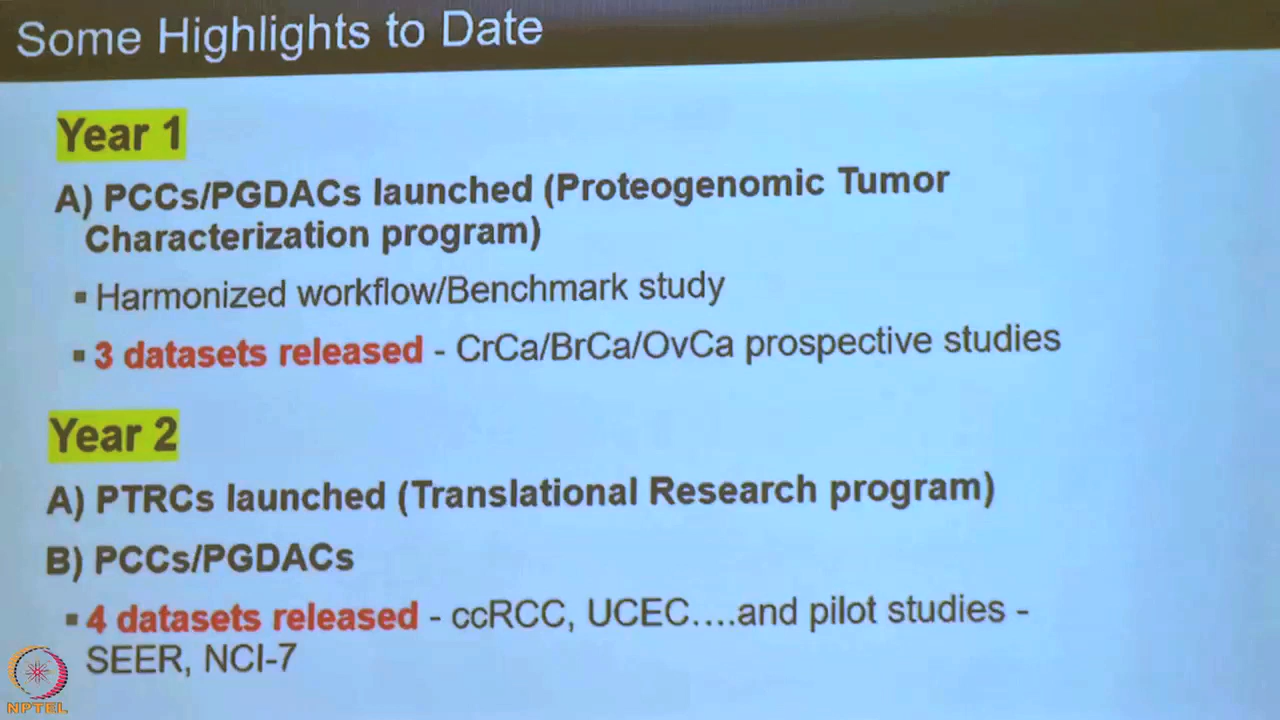 Some Highlights to Date
Year 1
A) PCCs/PGDACs launched (Proteogenomic Tumor
Characterization program)
▪ Harmonized workflow/Benchmark study
▪ 3 datasets released - CrCa/BrCa/OvCa prospective studies
Year 2
A) PTRCs launched (Translational Research program)
B) PCCs/PGDACs
▪ 4 datasets released - ccRCC, UCEC....and pilot studies -
SEER, NCI-7
NPTEL